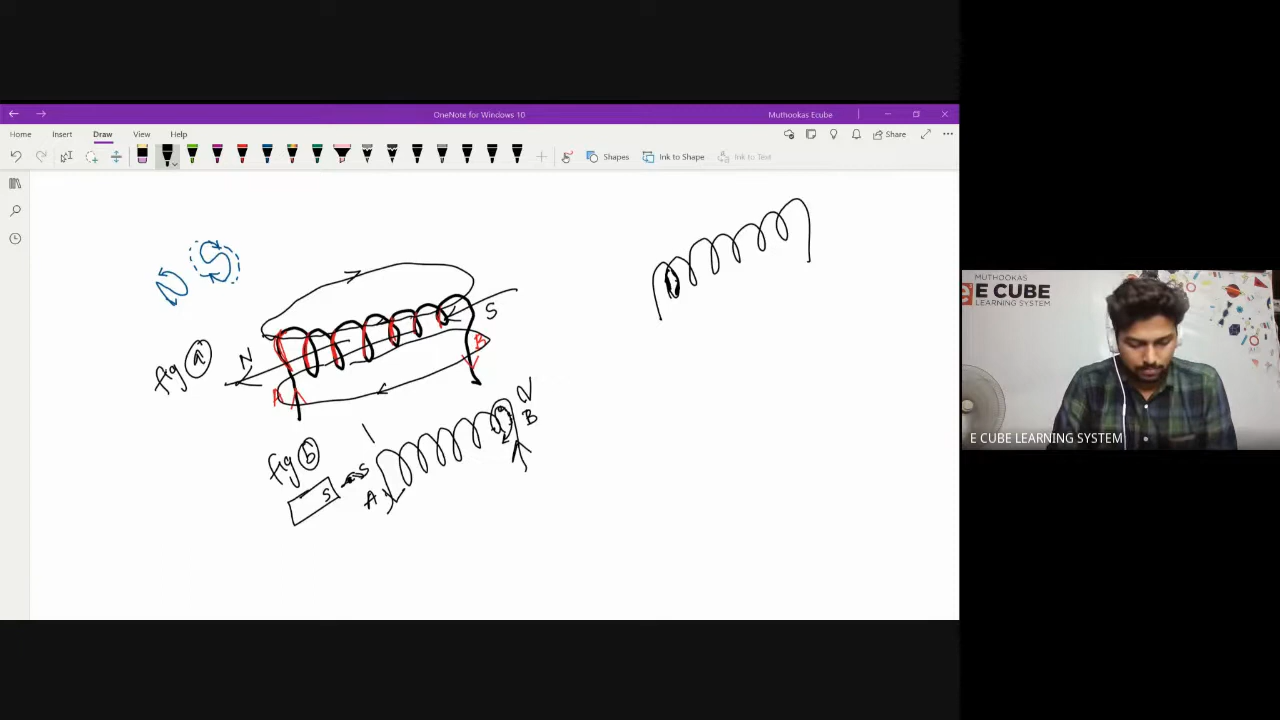 OneNote for Windows 10
Muthookas Ecube
Home Insert Draw View Help
Share
Shapes
Ink to Shape
Ink to Text
N S
S
N
B
A
fig a
fig b
N
B
S
S
A
MUTHOOKAS
E CUBE
LEARNING SYSTEM
E CUBE LEARNING SYSTEM